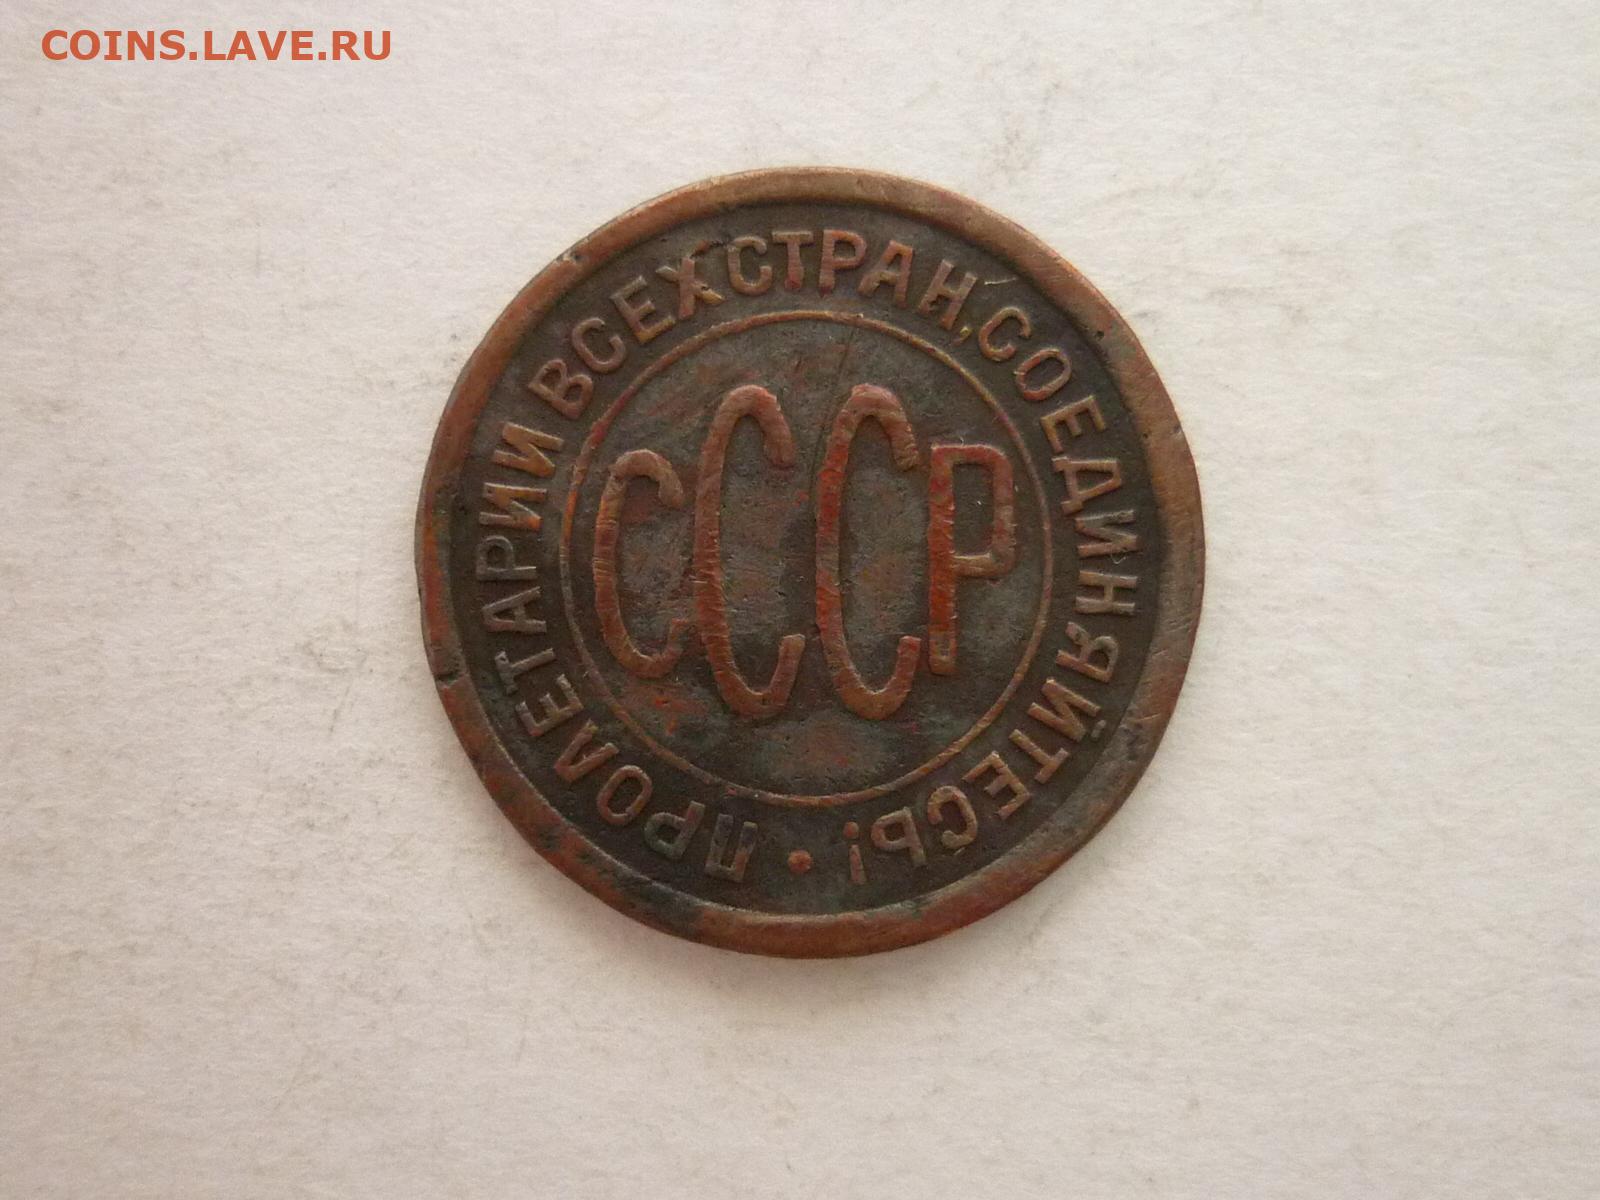 COINS.LAVE.RU
ПРОЛЕТАРИИ ВСЕХ СТРАН, СОЕДИНЯЙТЕСЬ! •
СССР